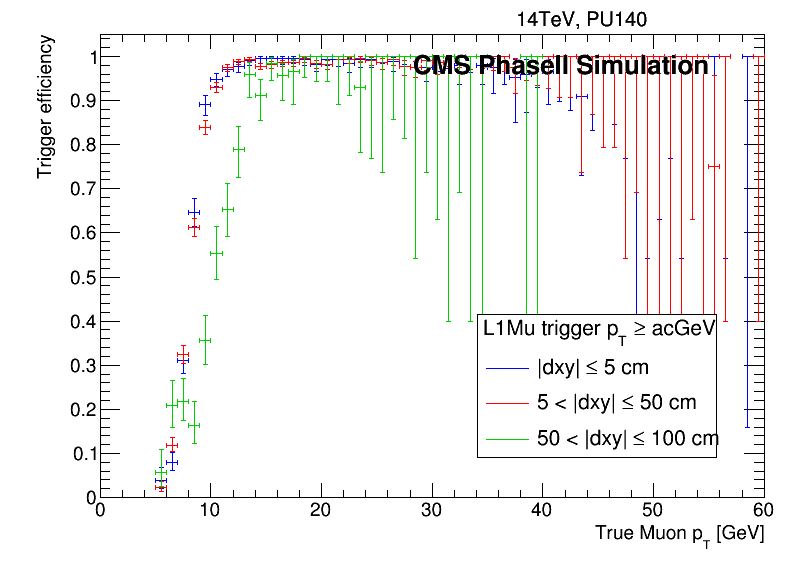 14TeV, PU140
CMS PhaseII Simulation
Trigger efficiency
1
0.9
0.8
0.7
0.6
0.5
0.4
0.3
0.2
0.1
0
0 10 20 30 40 50 60
True Muon p_T [GeV]
L1Mu trigger p_T ≥ acGeV
|dxy| ≤ 5 cm
5 < |dxy| ≤ 50 cm
50 < |dxy| ≤ 100 cm